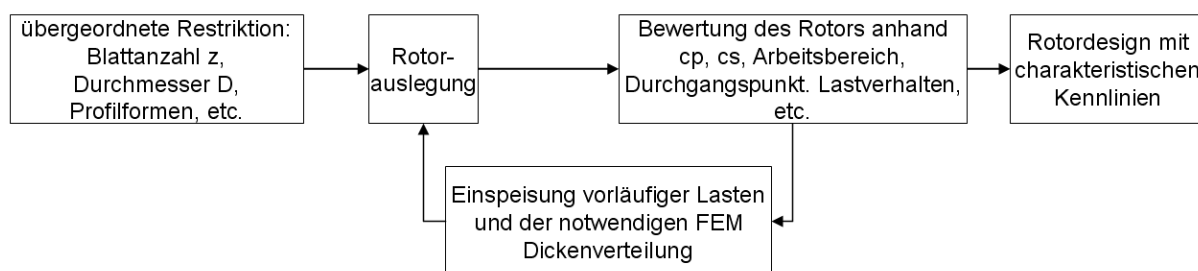 übergeordnete Restriktion:
Blattanzahl z,
Durchmesser D,
Profilformen, etc.
Rotor-
auslegung
Bewertung des Rotors anhand
cp, cs, Arbeitsbereich,
Durchgangspunkt. Lastverhalten,
etc.
Rotordesign mit
charakteristischen
Kennlinien
Einspeisung vorläufiger Lasten
und der notwendigen FEM
Dickenverteilung